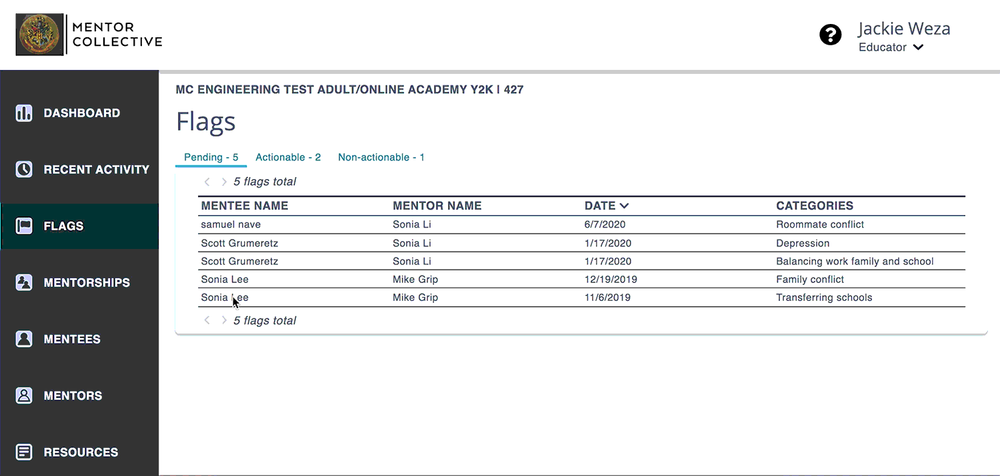 MENTOR
COLLECTIVE
?
Jackie Weza
Educator
DASHBOARD
RECENT ACTIVITY
FLAGS
MENTORSHIPS
MENTEES
MENTORS
RESOURCES
MC ENGINEERING TEST ADULT/ONLINE ACADEMY Y2K | 427
Flags
Pending - 5 Actionable - 2 Non-actionable - 1
5 flags total
MENTEE NAME MENTOR NAME DATE CATEGORIES
samuel nave Sonia Li 6/7/2020 Roommate conflict
Scott Grumeretz Sonia Li 1/17/2020 Depression
Scott Grumeretz Sonia Li 1/17/2020 Balancing work family and school
Sonia Lee Mike Grip 12/19/2019 Family conflict
Sonia Lee Mike Grip 11/6/2019 Transferring schools
5 flags total